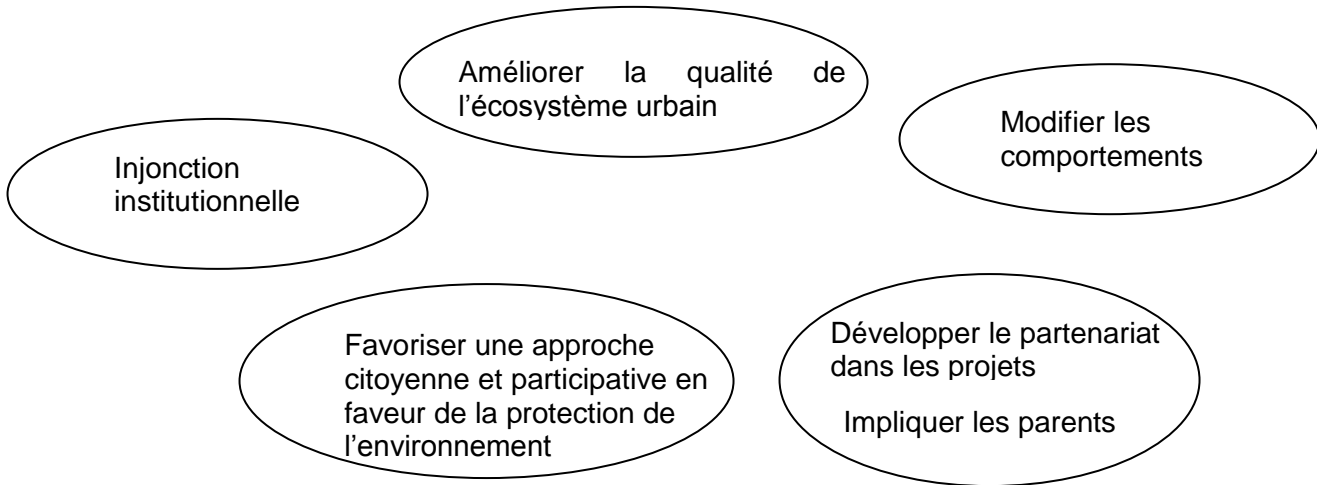 Améliorer la qualité de
l'écosystème urbain
Modifier les
comportements
Injonction
institutionnelle
Favoriser une approche
citoyenne et participative en
faveur de la protection de
l'environnement
Développer le partenariat
dans les projets
Impliquer les parents